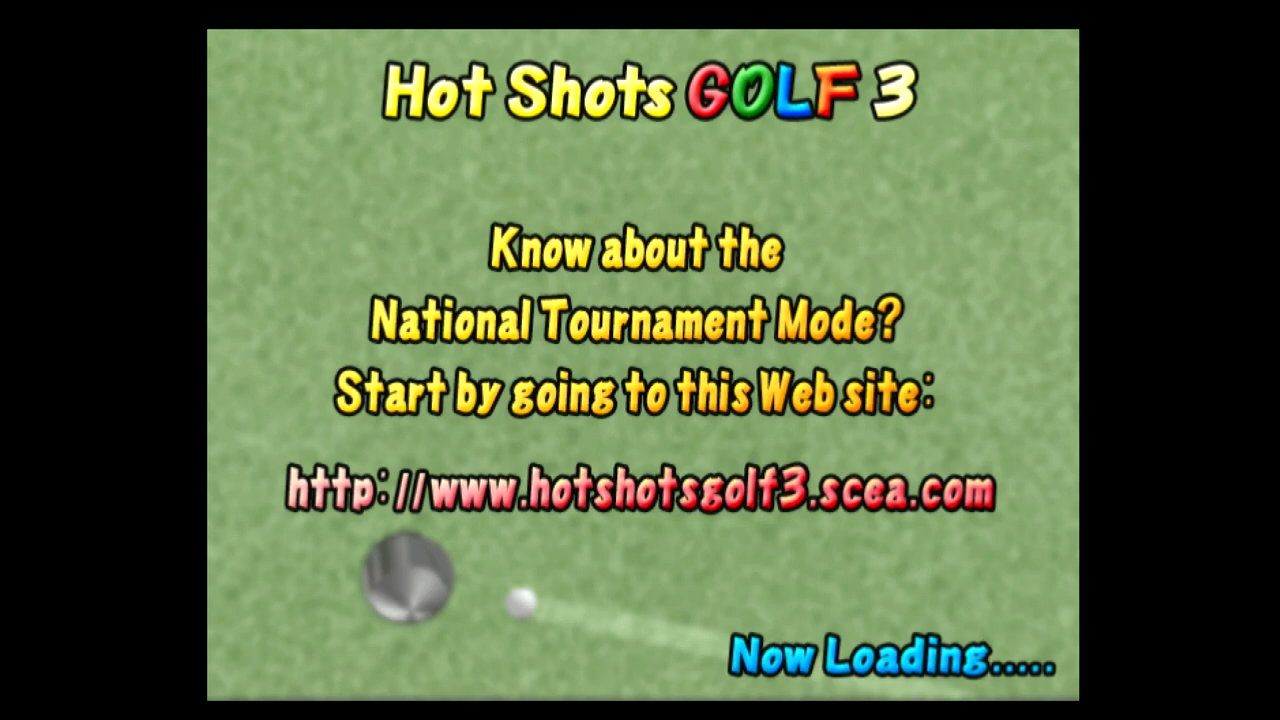 Hot Shots GOLF 3
Know about the
National Tournament Mode?
Start by going to this Web site:
http://www.hotshotsgolf3.scea.com
Now Loading.....